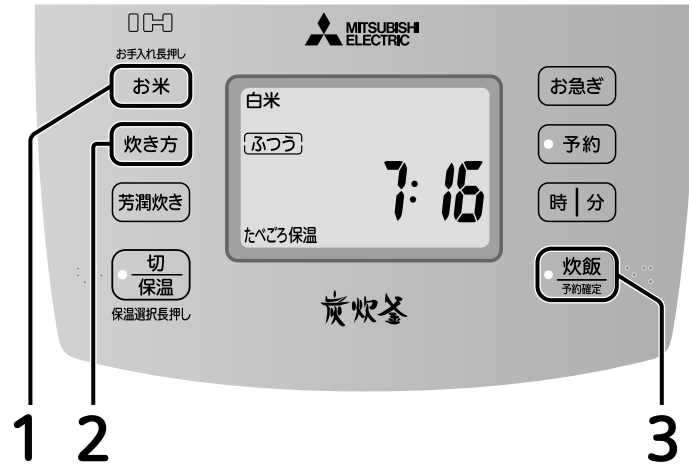 MITSUBISHI
ELECTRIC
お手入れ長押し
お米
炊き方
芳潤炊き
切
保温
保温選択長押し
白米
ふつう
7:16
たべごろ保温
炭炊釜
お急ぎ
予約
時|分
炊飯
予約確定
1
2
3